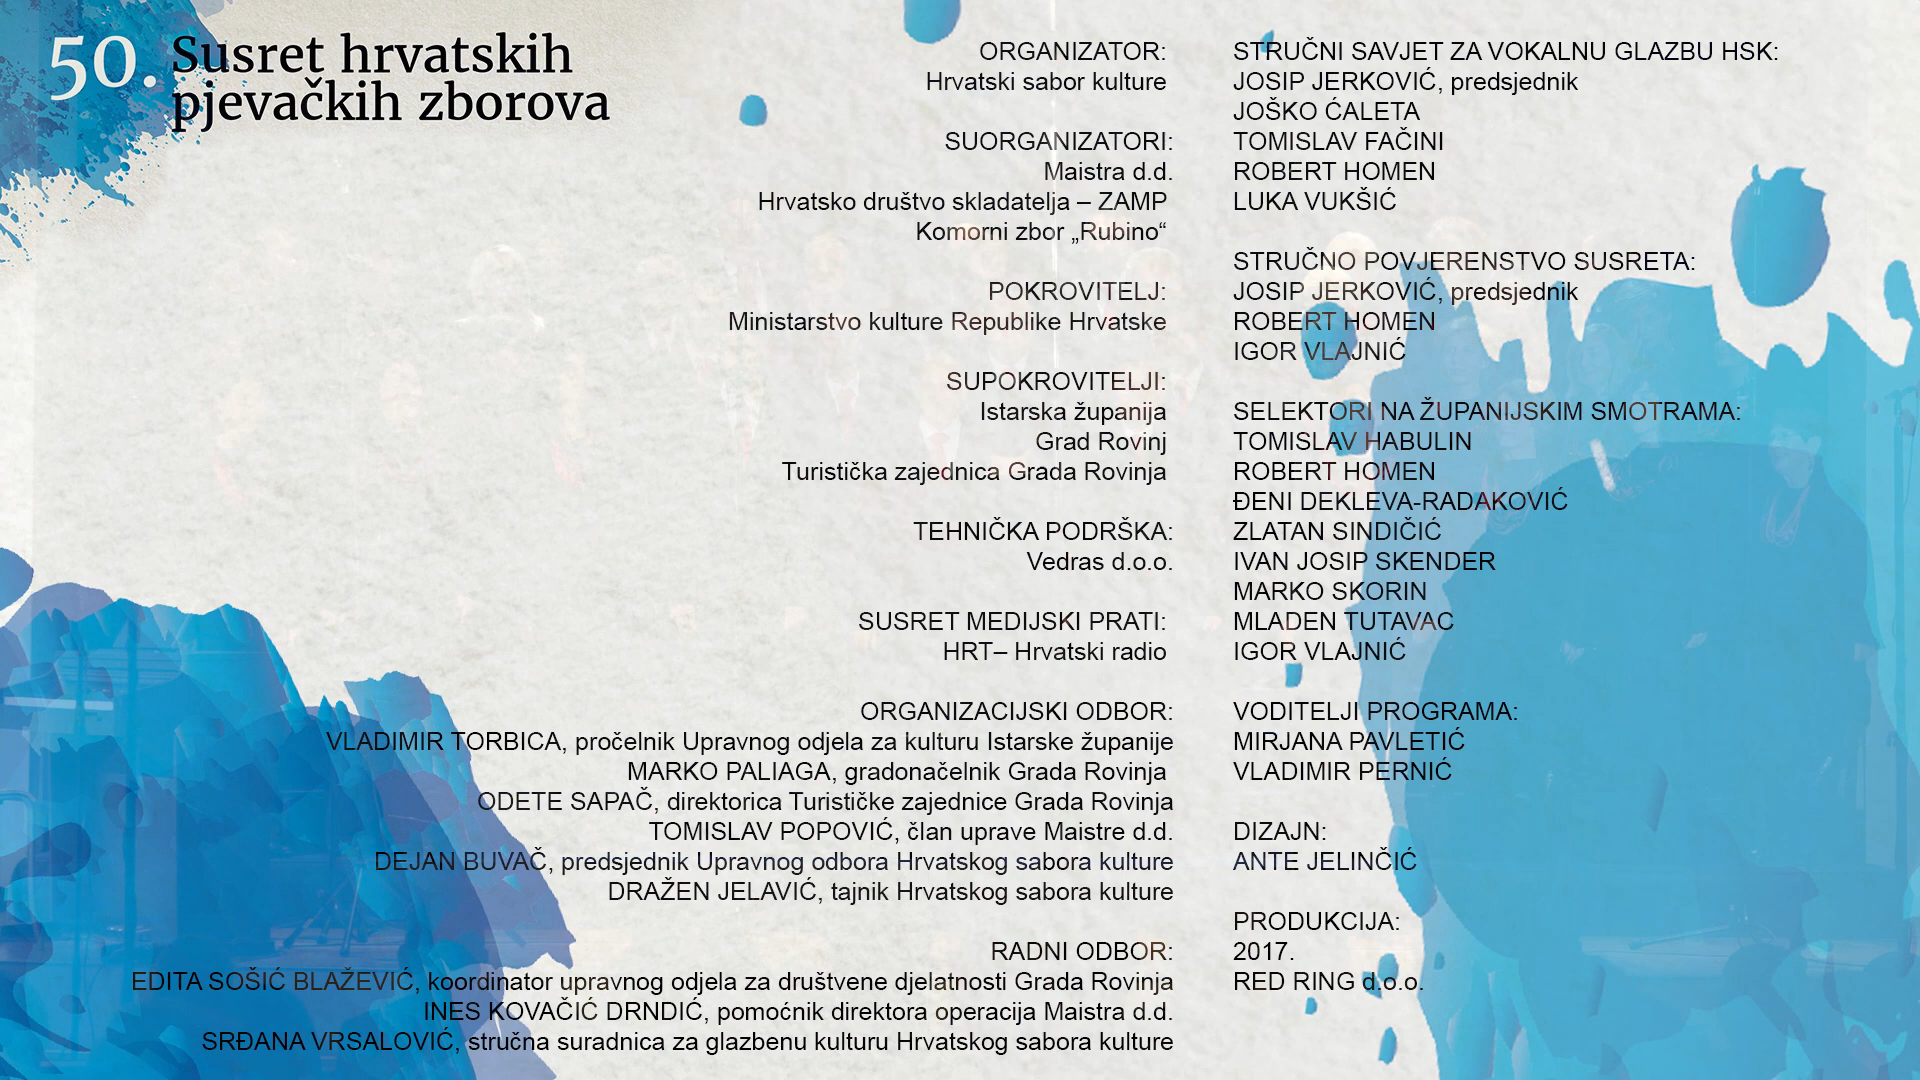 50. Susret hrvatskih
pjevačkih zborova
ORGANIZATOR:
Hrvatski sabor kulture
SUORGANIZATORI:
Maistra d.d.
Hrvatsko društvo skladatelja – ZAMP
Komorni zbor „Rubino“
POKROVITELJ:
Ministarstvo kulture Republike Hrvatske
SUPOKROVITELJI:
Istarska županija
Grad Rovinj
Turistička zajednica Grada Rovinja
TEHNIČKA PODRŠKA:
Vedras d.o.o.
SUSRET MEDIJSKI PRATI:
HRT– Hrvatski radio
ORGANIZACIJSKI ODBOR:
VLADIMIR TORBICA, pročelnik Upravnog odjela za kulturu Istarske županije
MARKO PALIAGA, gradonačelnik Grada Rovinja
ODETE SAPAČ, direktorica Turističke zajednice Grada Rovinja
TOMISLAV POPOVIĆ, član uprave Maistre d.d.
DEJAN BUVAČ, predsjednik Upravnog odbora Hrvatskog sabora kulture
DRAŽEN JELAVIĆ, tajnik Hrvatskog sabora kulture
RADNI ODBOR:
EDITA SOŠIĆ BLAŽEVIĆ, koordinator upravnog odjela za društvene djelatnosti Grada Rovinja
INES KOVAČIĆ DRNDIĆ, pomoćnik direktora operacija Maistra d.d.
SRĐANA VRSALOVIĆ, stručna suradnica za glazbenu kulturu Hrvatskog sabora kulture
STRUČNI SAVJET ZA VOKALNU GLAZBU HSK:
JOSIP JERKOVIĆ, predsjednik
JOŠKO ĆALETA
TOMISLAV FAČINI
ROBERT HOMEN
LUKA VUKŠIĆ
STRUČNO POVJERENSTVO SUSRETA:
JOSIP JERKOVIĆ, predsjednik
ROBERT HOMEN
IGOR VLAJNIĆ
SELEKTORI NA ŽUPANIJSKIM SMOTRAMA:
TOMISLAV HABULIN
ROBERT HOMEN
ĐENI DEKLEVA-RADAKOVIĆ
ZLATAN SINDIČIĆ
IVAN JOSIP SKENDER
MARKO SKORIN
MLADEN TUTAVAC
IGOR VLAJNIĆ
VODITELJI PROGRAMA:
MIRJANA PAVLETIĆ
VLADIMIR PERNIĆ
DIZAJN:
ANTE JELINČIĆ
PRODUKCIJA:
2017.
RED RING d.o.o.